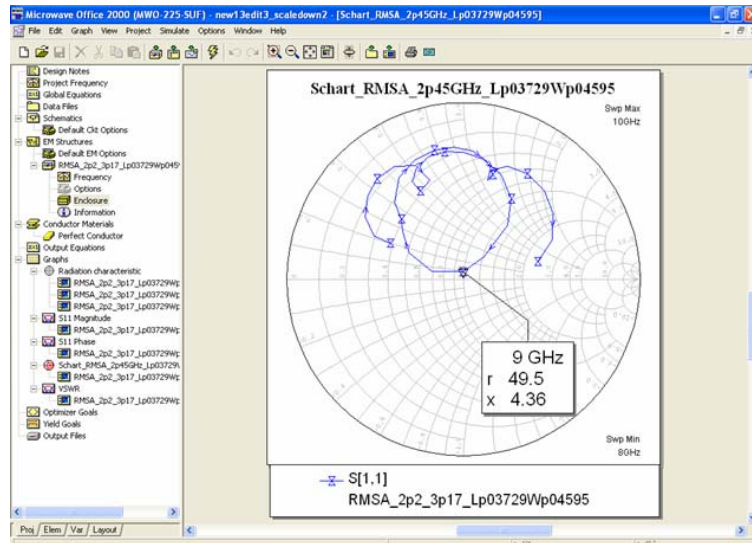 Microwave Office 2000 (MWO-225-SUF) - new13edit3_scaledown2 - [Schart_RMSA_2p45GHz_Lp03729Wp04595]
File Edit Graph View Project Simulate Options Window Help
Design Notes
Project Frequency
Global Equations
Data Files
Schematics
Default Ckt Options
EM Structures
Default EM Options
RMSA_2p2_3p17_Lp03729Wp045
Frequency
Options
Enclosure
Information
Conductor Materials
Perfect Conductor
Output Equations
Graphs
Radiation characteristic
RMSA_2p2_3p17_Lp03729Wp
RMSA_2p2_3p17_Lp03729Wp
RMSA_2p2_3p17_Lp03729Wp
S11 Magnitude
RMSA_2p2_3p17_Lp03729Wp
S11 Phase
RMSA_2p2_3p17_Lp03729Wp
Schart_RMSA_2p45GHz_Lp03729\
RMSA_2p2_3p17_Lp03729Wp
VSWR
RMSA_2p2_3p17_Lp03729Wp
Optimizer Goals
Yield Goals
Output Files
Proj Elem Var Layout
Schart_RMSA_2p45GHz_Lp03729Wp04595
Swp Max
10GHz
9 GHz
r 49.5
x 4.36
Swp Min
8GHz
S[1,1]
RMSA_2p2_3p17_Lp03729Wp04595